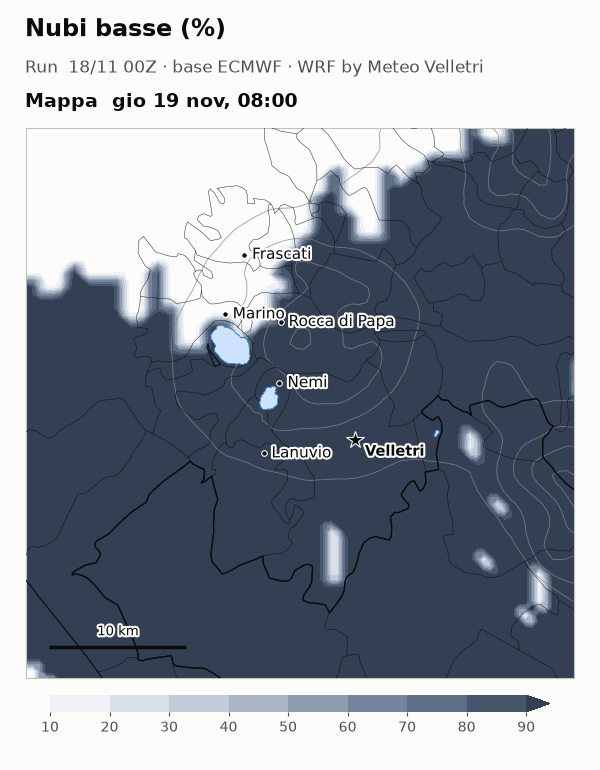 Nubi basse (%)
Run  18/11 00Z · base ECMWF · WRF by Meteo Velletri
Mappa  gio 19 nov, 08:00
Frascati
Marino
Rocca di Papa
Nemi
Lanuvio
Velletri
10 km
10 20 30 40 50 60 70 80 90